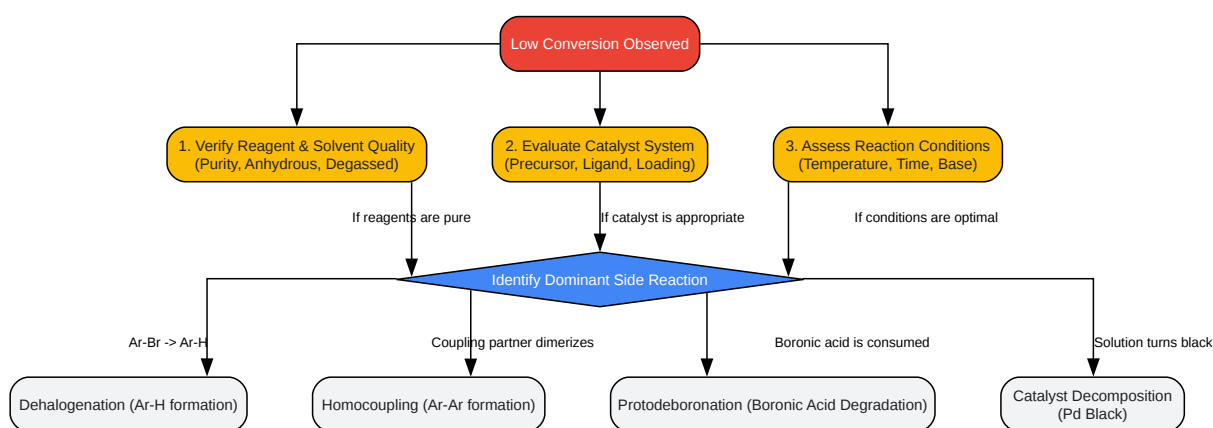 Low Conversion Observed
1. Verify Reagent & Solvent Quality
(Purity, Anhydrous, Degassed)
2. Evaluate Catalyst System
(Precursor, Ligand, Loading)
3. Assess Reaction Conditions
(Temperature, Time, Base)
If reagents are pure
If catalyst is appropriate
If conditions are optimal
Identify Dominant Side Reaction
Ar-Br -> Ar-H
Coupling partner dimerizes
Boronic acid is consumed
Solution turns black
Dehalogenation (Ar-H formation)
Homocoupling (Ar-Ar formation)
Protodeboronation (Boronic Acid Degradation)
Catalyst Decomposition
(Pd Black)